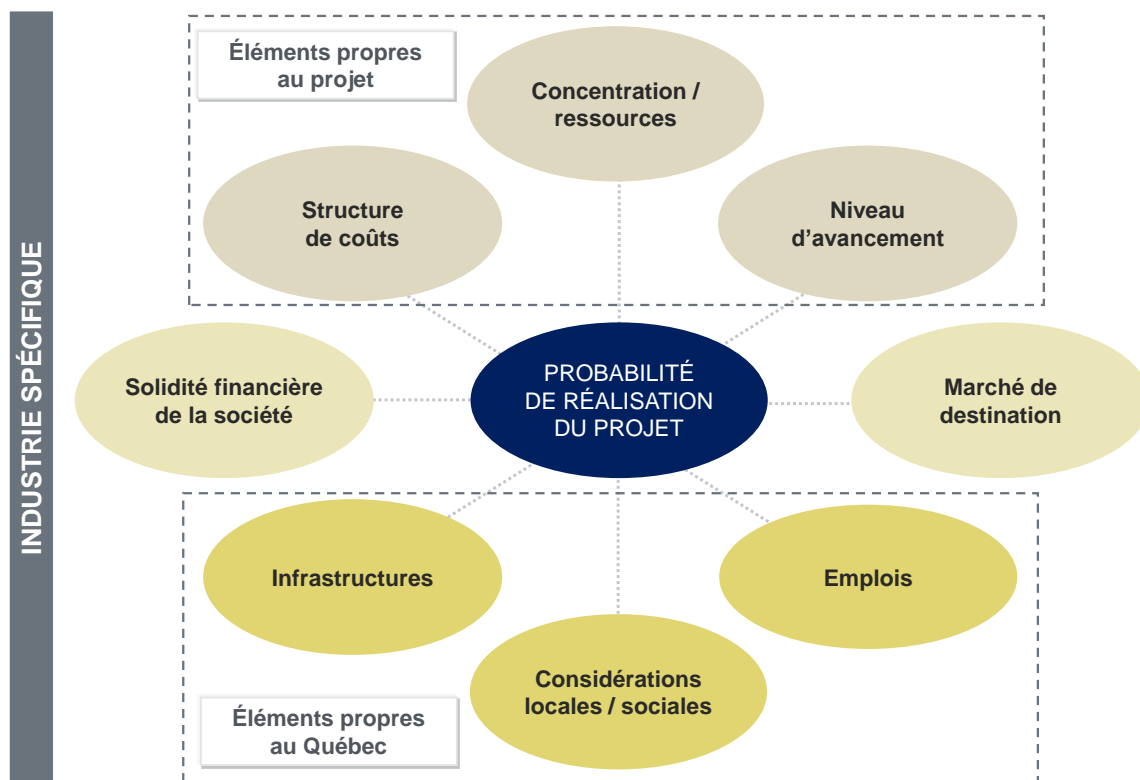 INDUSTRIE SPÉCIFIQUE
Éléments propres
au projet
Concentration /
ressources
Structure
de coûts
Niveau
d'avancement
Solidité financière
de la société
PROBABILITÉ
DE RÉALISATION
DU PROJET
Marché de
destination
Infrastructures
Emplois
Considérations
locales / sociales
Éléments propres
au Québec